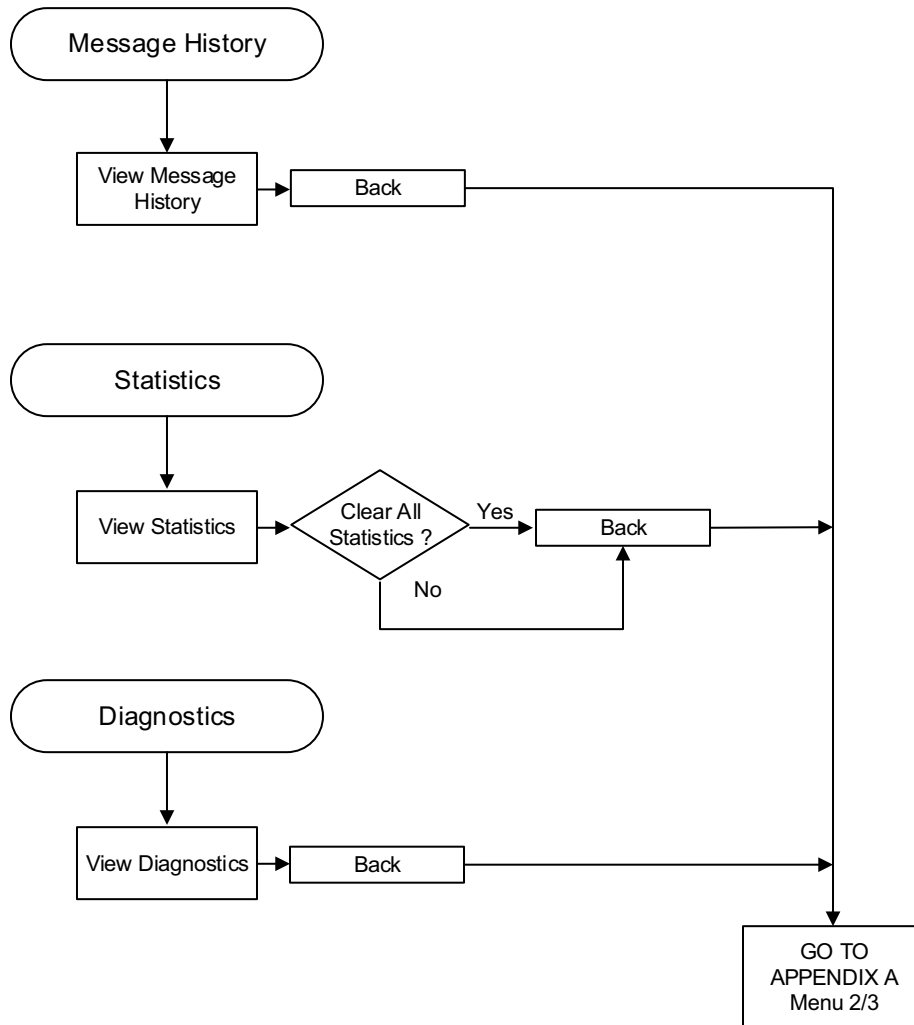 Message History
View Message
History
Back
Statistics
View Statistics
Clear All
Statistics ?
Yes
Back
No
Diagnostics
View Diagnostics
Back
GO TO
APPENDIX A
Menu 2/3